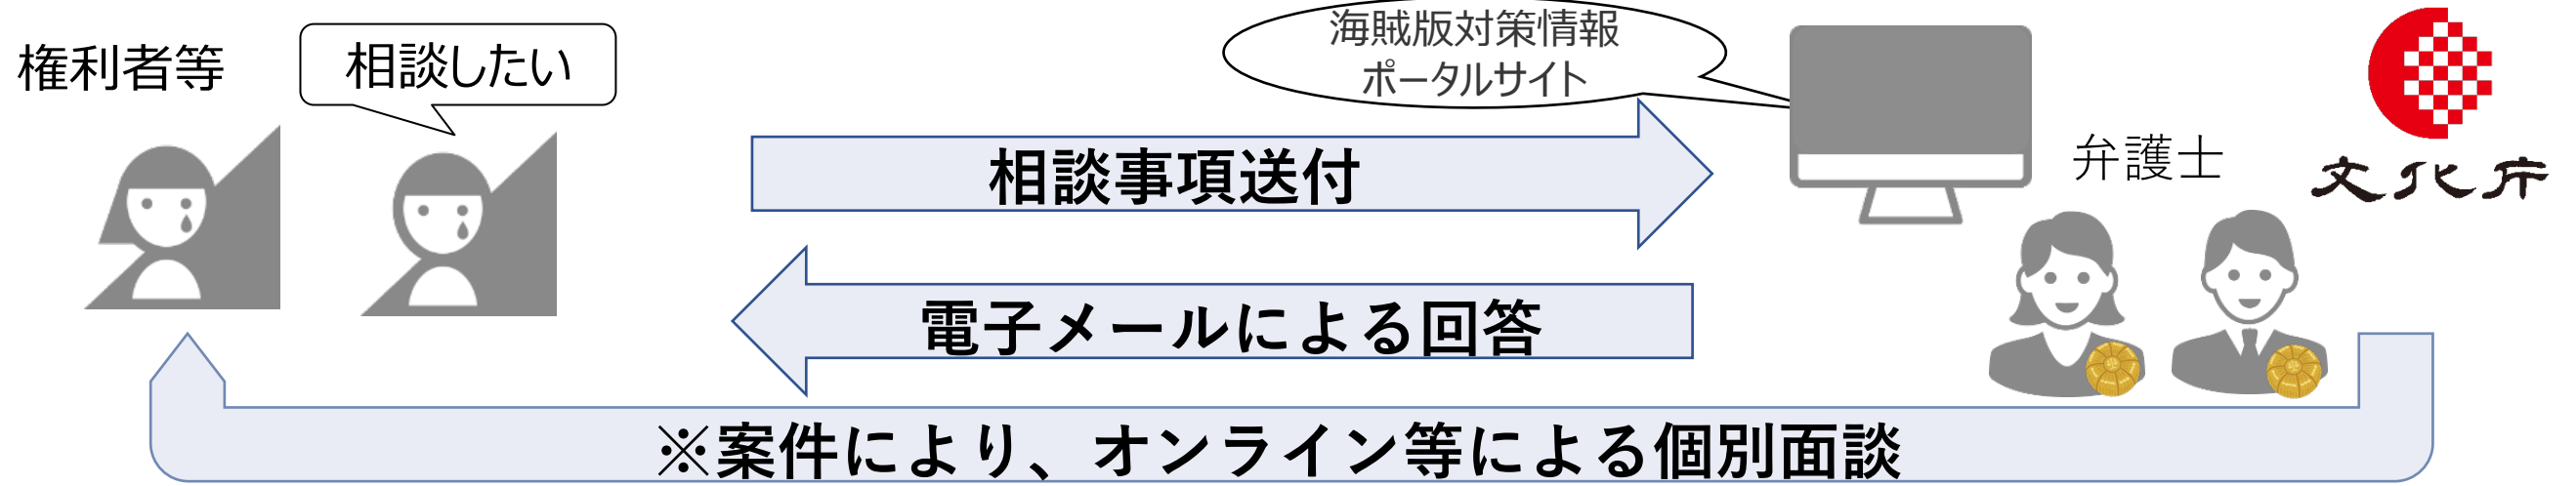 権利者等
相談したい
海賊版対策情報
ポータルサイト
弁護士
文化庁
相談事項送付
電子メールによる回答
※案件により、オンライン等による個別面談